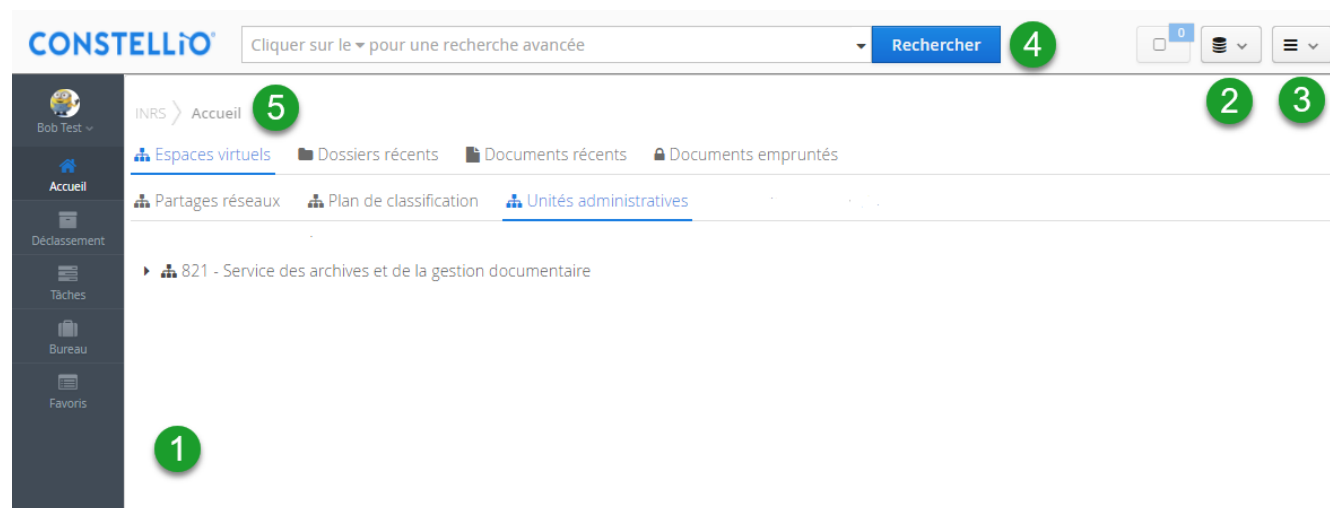 CONSTELLiO
Cliquer sur le ▾ pour une recherche avancée
Rechercher
4
0
2
3
Bob Test
INRS 〉 Accueil
5
Espaces virtuels Dossiers récents Documents récents Documents empruntés
Accueil
Partages réseaux Plan de classification Unités administratives
Déclassement
821 - Service des archives et de la gestion documentaire
Tâches
Bureau
Favoris
1